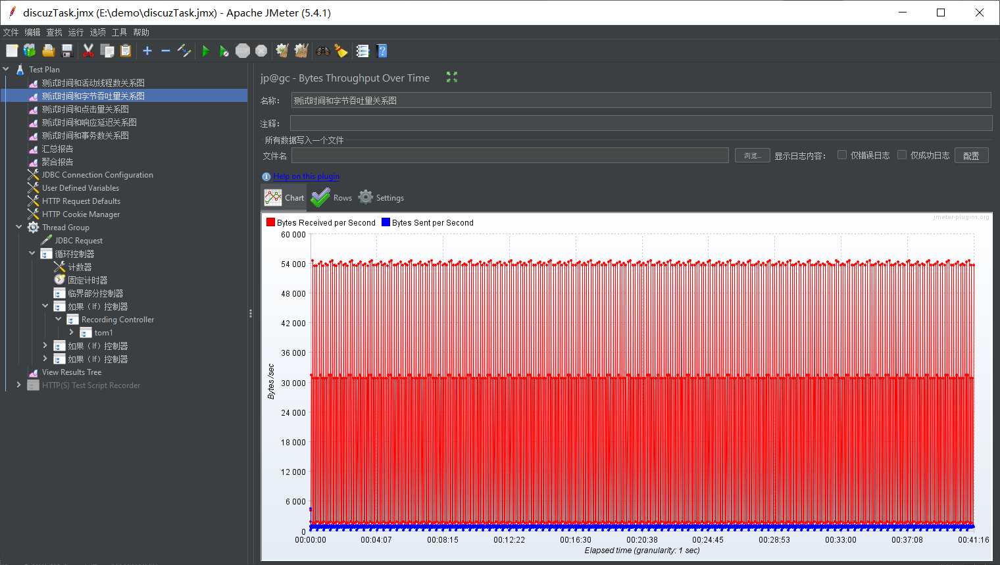 discuzTask.jmx (E:\demo\discuzTask.jmx) - Apache JMeter (5.4.1)
文件 编辑 查找 运行 选项 工具 帮助
STOP
Test Plan
测试时间和活动线程数关系图
测试时间和字节吞吐量关系图
测试时间和点击量关系图
测试时间和响应延迟关系图
测试时间和事务数关系图
汇总报告
聚合报告
JDBC Connection Configuration
User Defined Variables
HTTP Request Defaults
HTTP Cookie Manager
Thread Group
JDBC Request
循环控制器
计数器
固定计时器
临界部分控制器
如果（If）控制器
Recording Controller
tom1
如果（If）控制器
如果（If）控制器
View Results Tree
HTTP(S) Test Script Recorder
jp@gc - Bytes Throughput Over Time
名称： 测试时间和字节吞吐量关系图
注释：
所有数据写入一个文件
文件名 浏览... 显示日志内容： 仅错误日志 仅成功日志 配置
Help on this plugin
Chart Rows Settings
jmeter-plugins.org
Bytes Received per Second Bytes Sent per Second
60 000
54 000
48 000
42 000
36 000
30 000
24 000
18 000
12 000
6 000
0
Bytes /sec
00:00:00 00:04:07 00:08:15 00:12:22 00:16:30 00:20:38 00:24:45 00:28:53 00:33:00 00:37:08 00:41:16
Elapsed time (granularity: 1 sec)